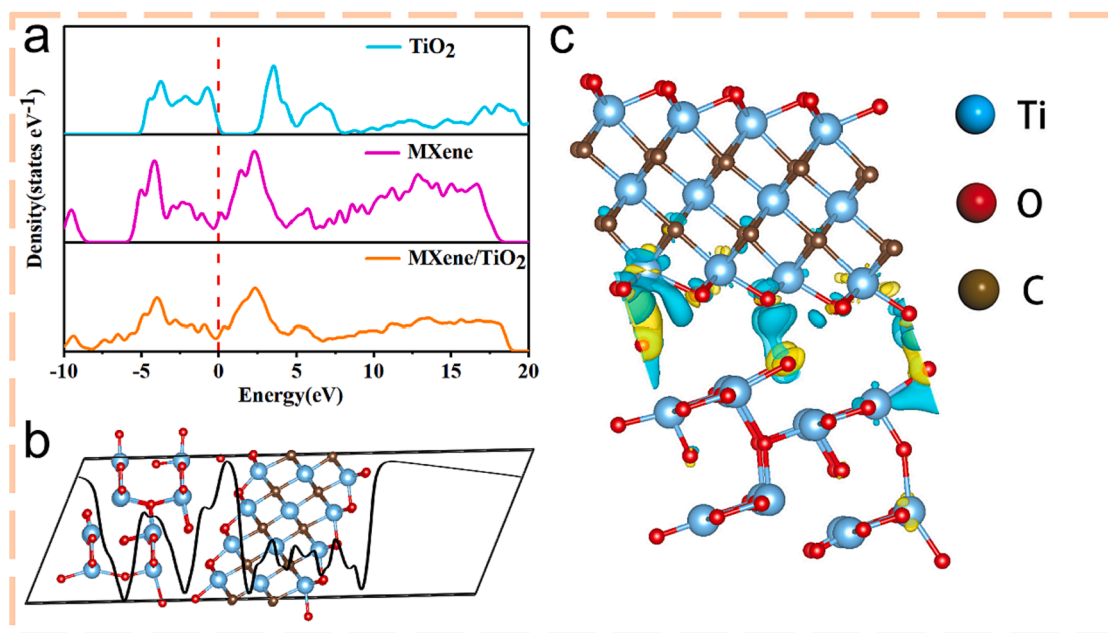 a
TiO2
MXene
MXene/TiO2
Density(states eV-1)
-10
-5
0
5
10
15
20
Energy(eV)
b
c
Ti
O
C